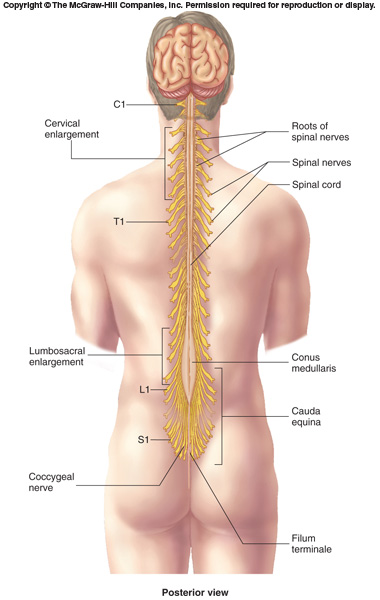 Copyright © The McGraw-Hill Companies, Inc. Permission required for reproduction or display.
C1
Cervical
enlargement
Roots of
spinal nerves
Spinal nerves
Spinal cord
T1
Lumbosacral
enlargement
Conus
medullaris
L1
Cauda
equina
S1
Coccygeal
nerve
Filum
terminale
Posterior view